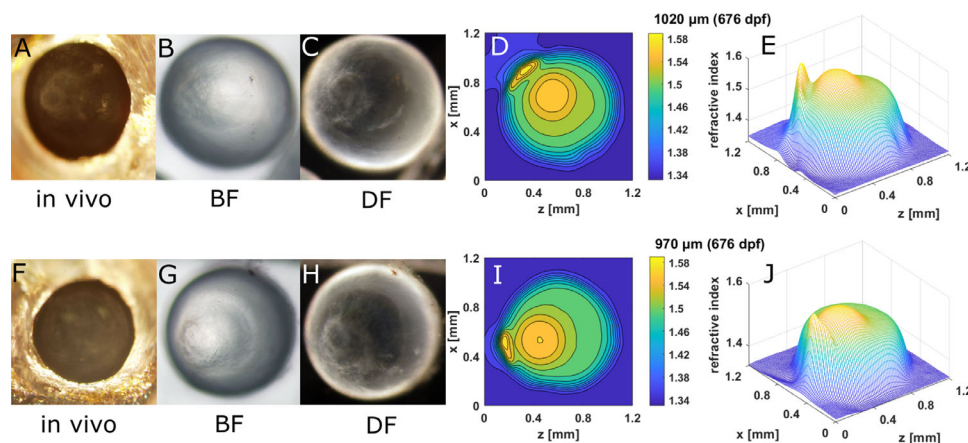 A
B
C
D
1020 µm (676 dpf)
E
in vivo
BF
DF
x [mm]
1.2
0.8
0.4
0
0
0.4
0.8
1.2
z [mm]
1.58
1.54
1.50
1.46
1.42
1.38
1.34
refractive index
1.6
1.5
1.4
1.2
0.8
0.4
0
x [mm]
0
0.4
1.2
z [mm]
F
G
H
I
970 µm (676 dpf)
J
in vivo
BF
DF
x [mm]
1.2
0.8
0.4
0
0
0.4
0.8
1.2
z [mm]
1.58
1.54
1.50
1.46
1.42
1.38
1.34
refractive index
1.6
1.4
1.2
0.8
0.4
0
x [mm]
0
0.4
1.2
z [mm]